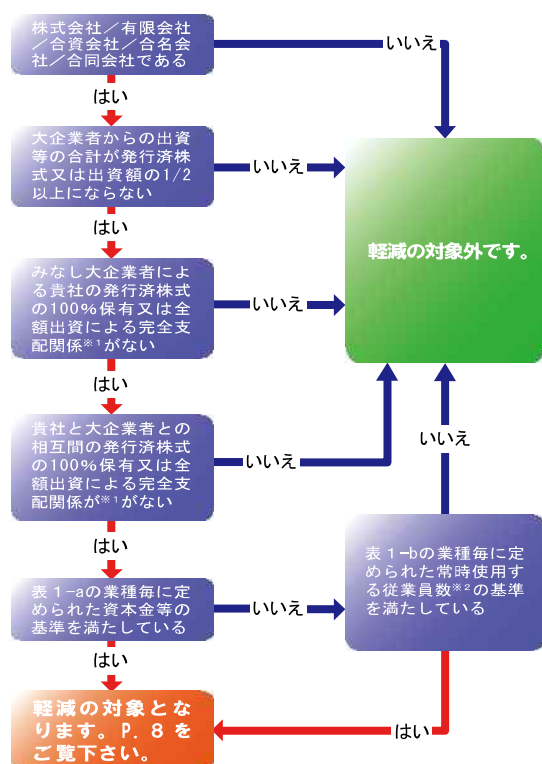 株式会社／有限会社
／合資会社／合名会
社／合同会社である
いいえ
はい
大企業者からの出資
等の合計が発行済株
式又は出資額の1/2
以上にならない
いいえ
軽減の対象外です。
はい
みなし大企業者によ
る貴社の発行済株式
の100％保有又は全
額出資による完全支
配関係※１がない
いいえ
はい
貴社と大企業者との
相互間の発行済株式
の100％保有又は全
額出資による完全支
配関係が※１がない
いいえ
いいえ
はい
表１−aの業種毎に定
められた資本金等の
基準を満たしている
いいえ
表１−bの業種毎に定
められた常時使用す
る従業員数※２の基準
を満たしている
はい
軽減の対象とな
ります。P.８を
ご覧下さい。
はい